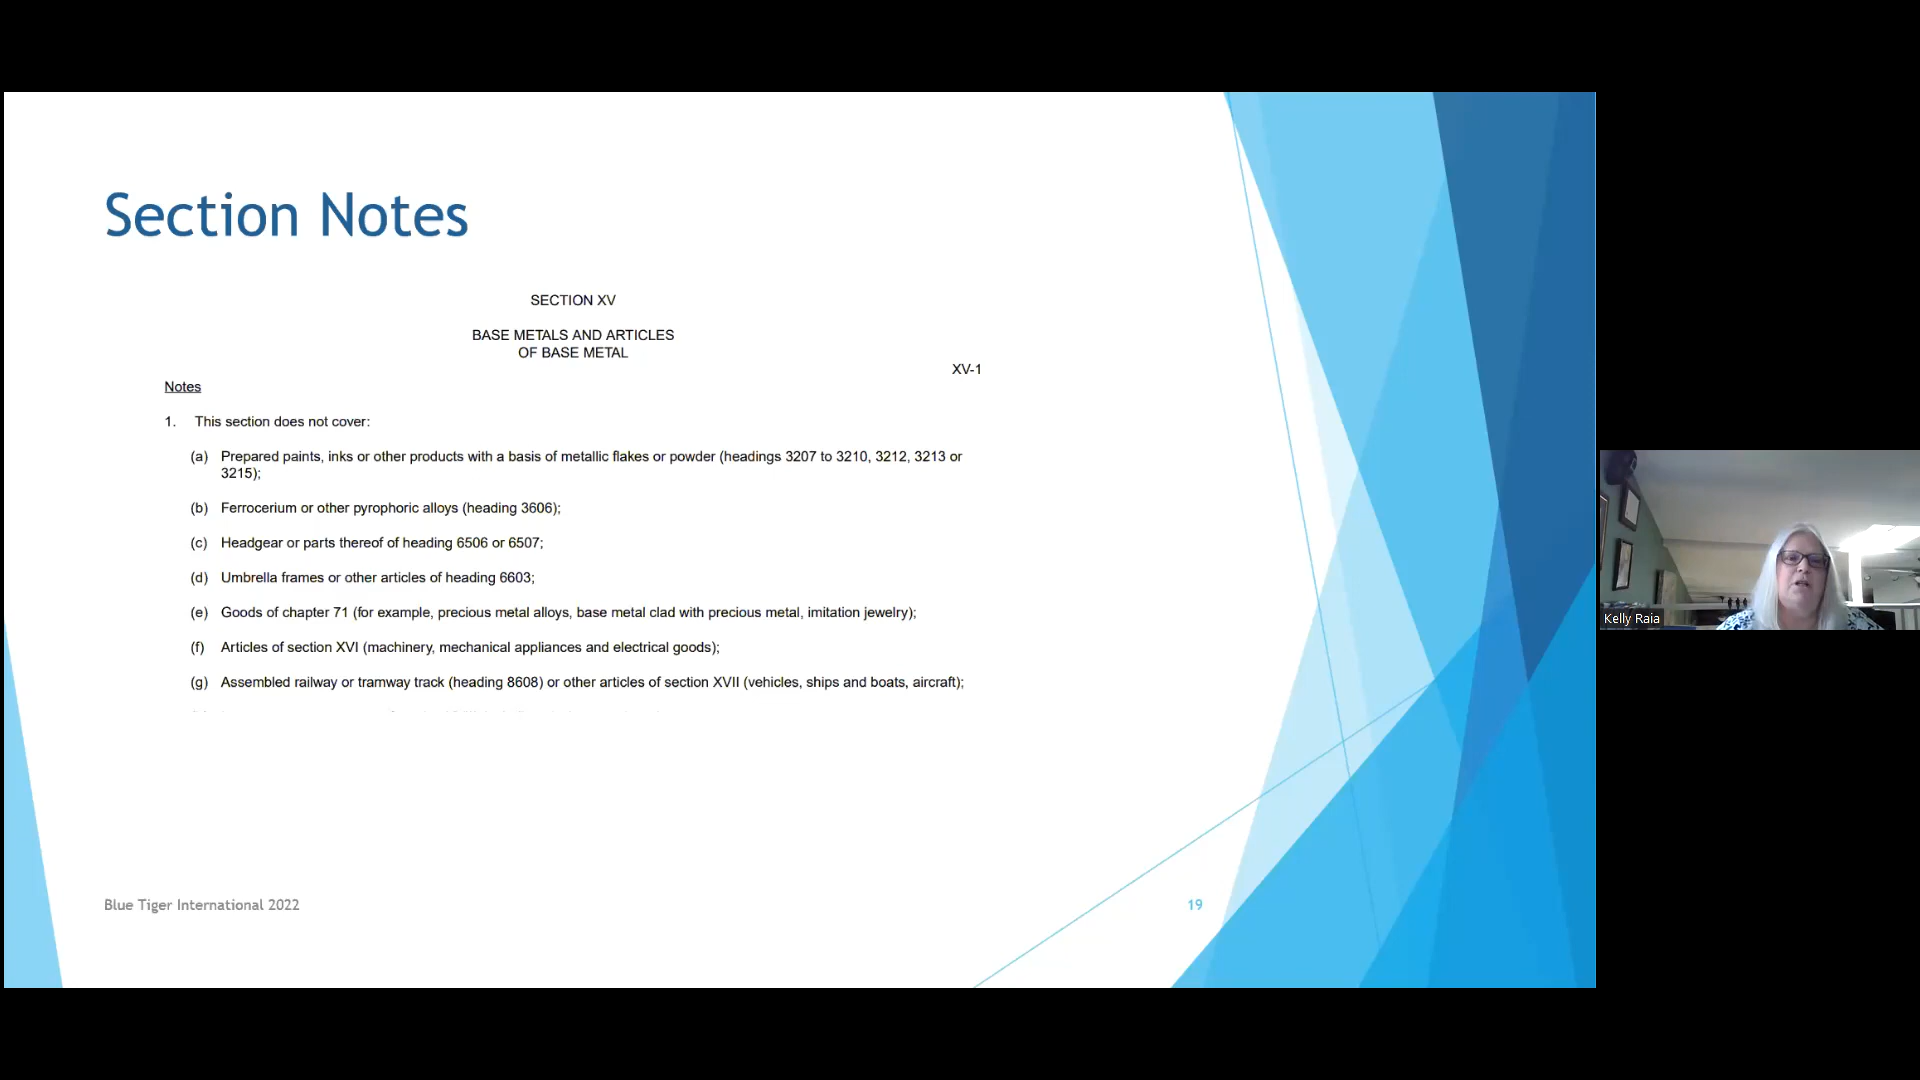 Section Notes
SECTION XV
BASE METALS AND ARTICLES
OF BASE METAL
XV-1
Notes
1. This section does not cover:
(a) Prepared paints, inks or other products with a basis of metallic flakes or powder (headings 3207 to 3210, 3212, 3213 or
3215);
(b) Ferrocerium or other pyrophoric alloys (heading 3606);
(c) Headgear or parts thereof of heading 6506 or 6507;
(d) Umbrella frames or other articles of heading 6603;
(e) Goods of chapter 71 (for example, precious metal alloys, base metal clad with precious metal, imitation jewelry);
(f) Articles of section XVI (machinery, mechanical appliances and electrical goods);
(g) Assembled railway or tramway track (heading 8608) or other articles of section XVII (vehicles, ships and boats, aircraft);
Blue Tiger International 2022
19
Kelly Raia